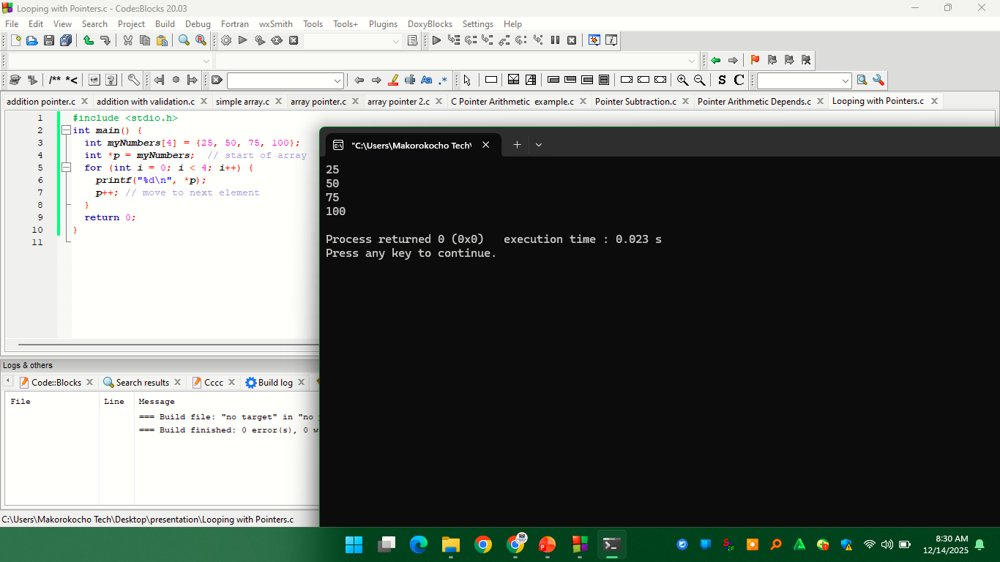 Looping with Pointers.c - Code::Blocks 20.03
File Edit View Search Project Build Debug Fortran wxSmith Tools Tools+ Plugins DoxyBlocks Settings Help
/** *< Aa .* S C
addition pointer.c addition with validation.c simple array.c array pointer.c array pointer 2.c C Pointer Arithmetic example.c Pointer Subtraction.c Pointer Arithmetic Depends.c Looping with Pointers.c
1 #include <stdio.h>
2 int main() {
3 int myNumbers[4] = {25, 50, 75, 100};
4 int *p = myNumbers; // start of array
5 for (int i = 0; i < 4; i++) {
6 printf("%d\n", *p);
7 p++; // move to next element
8 }
9 return 0;
10 }
11
"C:\Users\Makorokocho Tech\
25
50
75
100
Process returned 0 (0x0) execution time : 0.023 s
Press any key to continue.
Logs & others
Code::Blocks Search results Cccc Build log
File Line Message
=== Build file: "no target" in "no
=== Build finished: 0 error(s), 0 w
C:\Users\Makorokocho Tech\Desktop\presentation\Looping with Pointers.c
8:30 AM
12/14/2025